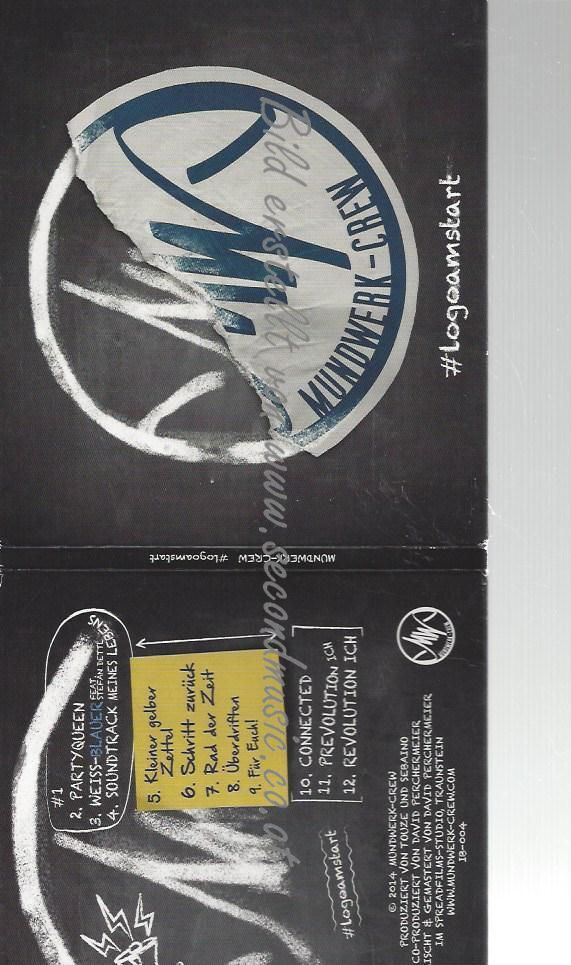 MUNDWERK-CREW
#Logoamstart
Bild erstellt von www.secondmusic.co.at
MUNDWERK-CREW #Logoamstart
#1
2. PARTYQUEEN
3. WEISS-BLAUER FEAT. STEFAN DETTL
4. SOUNDTRACK MEINES LEBENS
5. Kleiner gelber
Zettel
6. Schritt zurück
7. Rad der Zeit
8. Überdriften
9. Für Euch!
10. CONNECTED
11. PREVOLUTION ICH
12. REVOLUTION ICH
#Logoamstart
© 2014 MUNDWERK-CREW
PRODUZIERT VON TOUZE UND SEBAINO
CO-PRODUZIERT VON DAVID PERCHERMEIER
ISCHT & GEMASTERT VON DAVID PERCHERMEIER
IM SPREADFILMS-STUDIO, TRAUNSTEIN
WWW.MUNDWERK-CREW.COM
IB-004